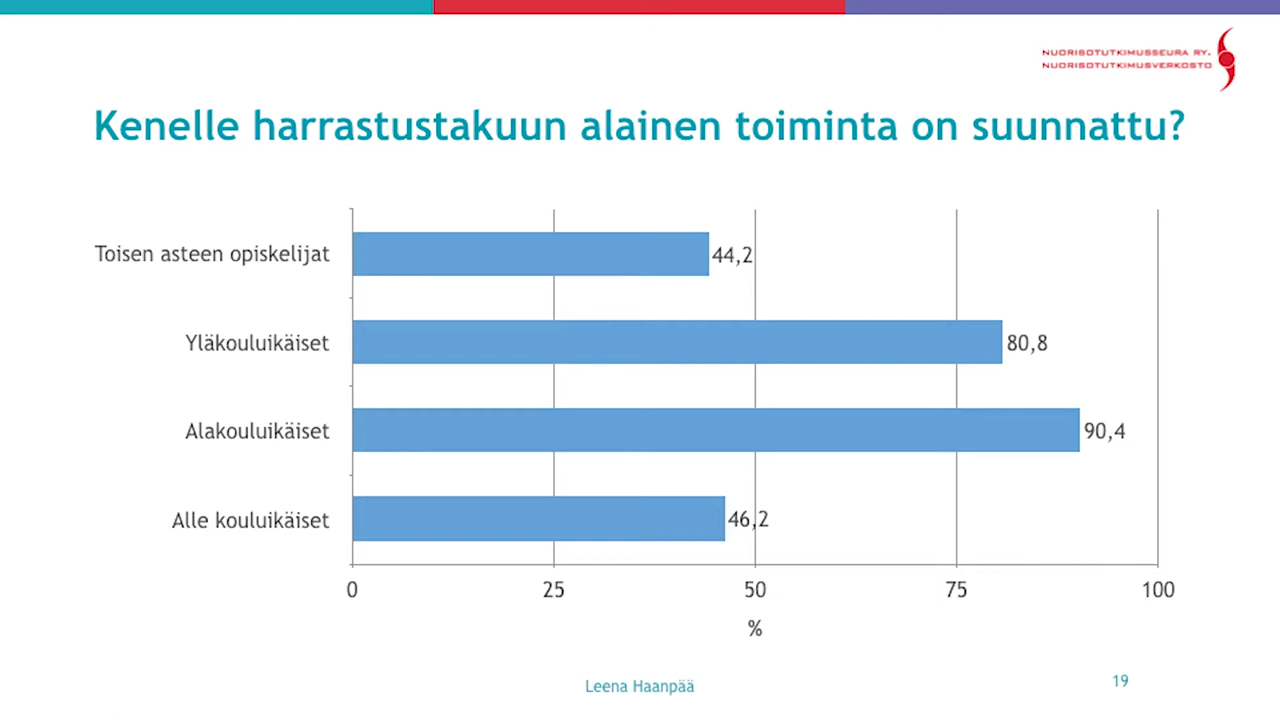 NUORISOTUTKIMUSSEURA RY.
NUORISOTUTKIMUSVERKOSTO
Kenelle harrastustakuun alainen toiminta on suunnattu?
Toisen asteen opiskelijat 44,2
Yläkouluikäiset 80,8
Alakouluikäiset 90,4
Alle kouluikäiset 46,2
0 25 50 75 100
%
Leena Haanpää
19